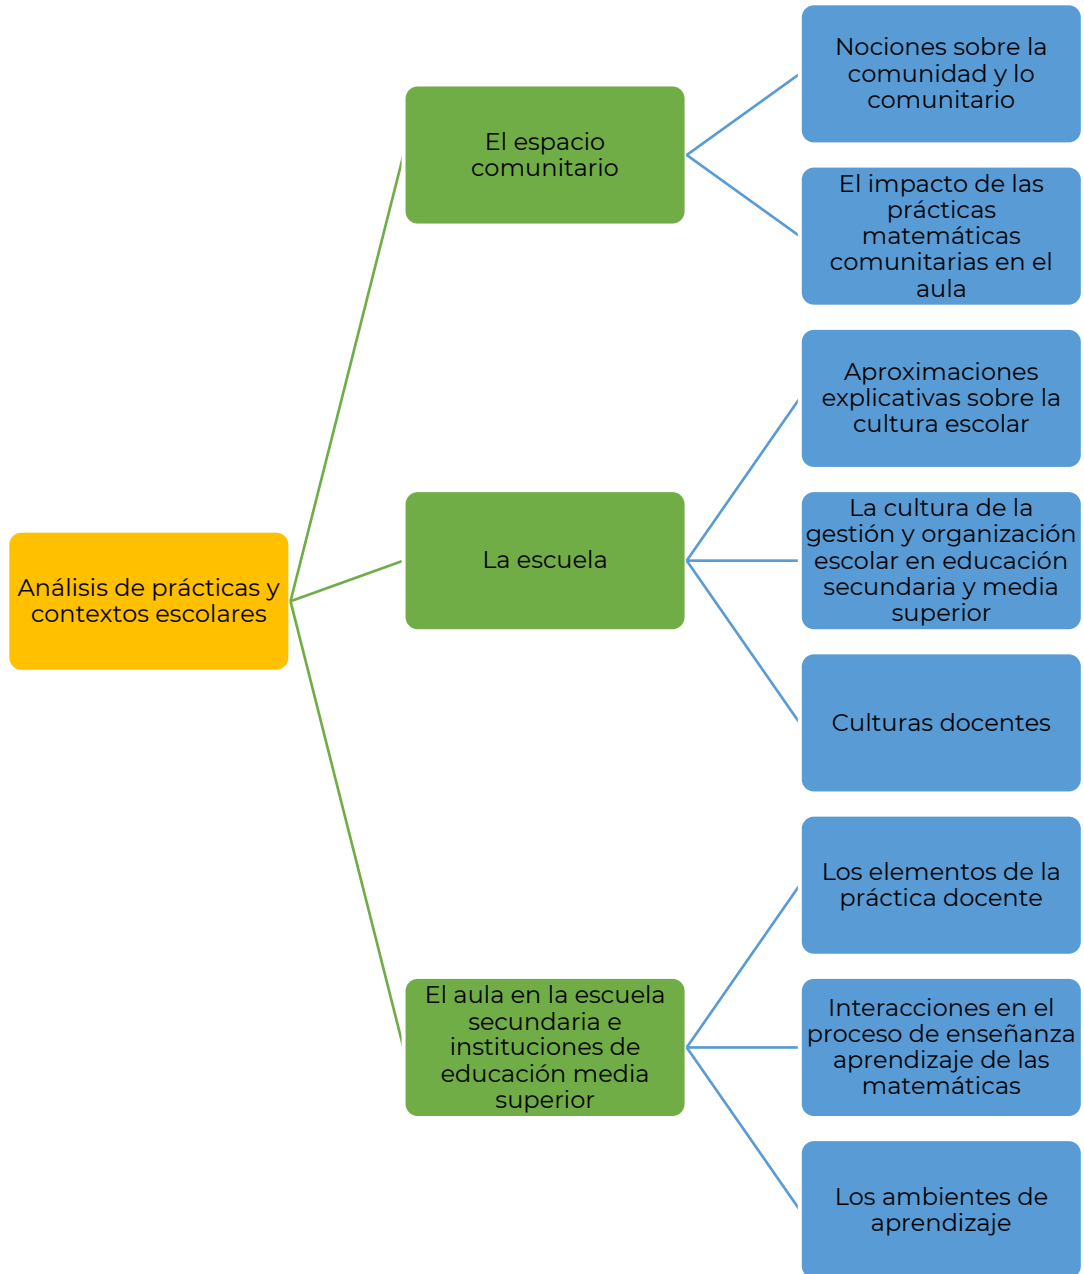 Análisis de prácticas y
contextos escolares
El espacio
comunitario
Nociones sobre la
comunidad y lo
comunitario
El impacto de las
prácticas
matemáticas
comunitarias en el
aula
La escuela
Aproximaciones
explicativas sobre la
cultura escolar
La cultura de la
gestión y organización
escolar en educación
secundaria y media
superior
Culturas docentes
El aula en la escuela
secundaria e
instituciones de
educación media
superior
Los elementos de la
práctica docente
Interacciones en el
proceso de enseñanza
aprendizaje de las
matemáticas
Los ambientes de
aprendizaje